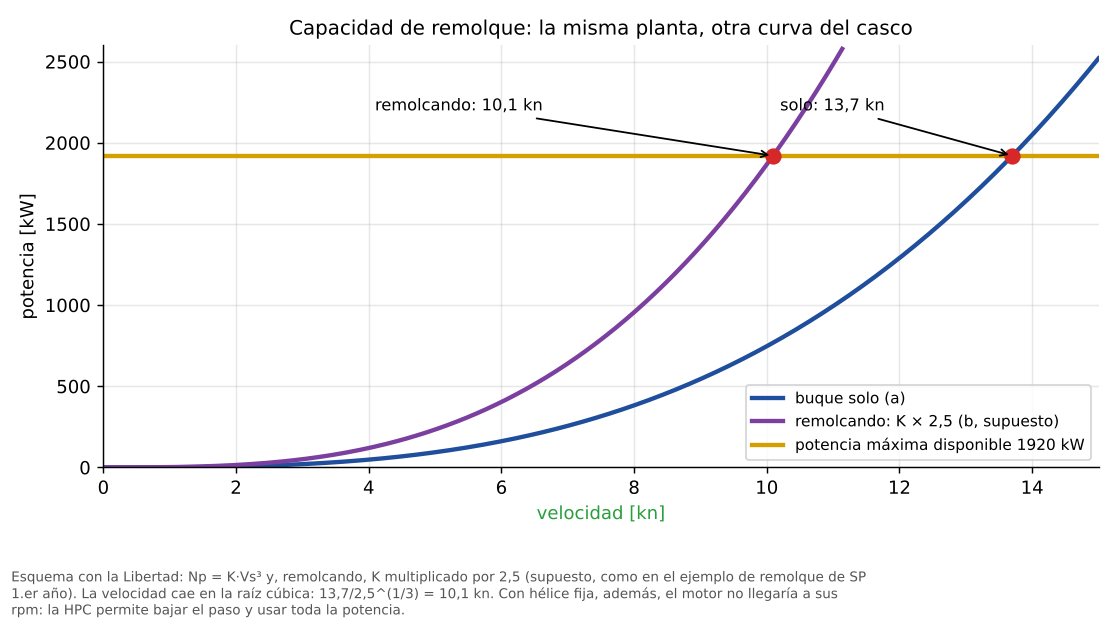 Capacidad de remolque: la misma planta, otra curva del casco
potencia [kW]
2500
2000
1500
1000
500
0
remolcando: 10,1 kn
solo: 13,7 kn
buque solo (a)
remolcando: K × 2,5 (b, supuesto)
potencia máxima disponible 1920 kW
0 2 4 6 8 10 12 14
velocidad [kn]
Esquema con la Libertad: Np = K·Vs³ y, remolcando, K multiplicado por 2,5 (supuesto, como en el ejemplo de remolque de SP
1.er año). La velocidad cae en la raíz cúbica: 13,7/2,5^(1/3) = 10,1 kn. Con hélice fija, además, el motor no llegaría a sus
rpm: la HPC permite bajar el paso y usar toda la potencia.